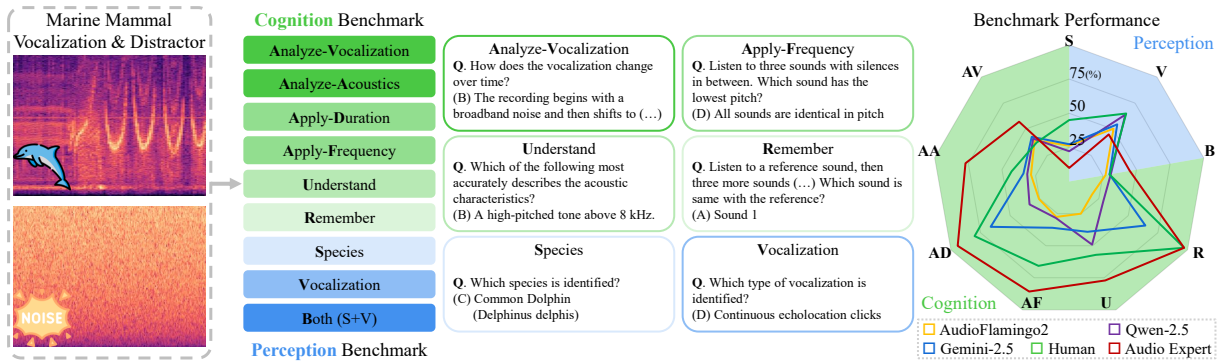 Marine Mammal
Vocalization & Distractor
NOISE
Cognition Benchmark
Analyze-Vocalization
Analyze-Acoustics
Apply-Duration
Apply-Frequency
Understand
Remember
Species
Vocalization
Both (S+V)
Perception Benchmark
Analyze-Vocalization
Q. How does the vocalization change
over time?
(B) The recording begins with a
broadband noise and then shifts to (…)
Apply-Frequency
Q. Listen to three sounds with silences
in between. Which sound has the
lowest pitch?
(D) All sounds are identical in pitch
Understand
Q. Which of the following most
accurately describes the acoustic
characteristics?
(B) A high-pitched tone above 8 kHz.
Remember
Q. Listen to a reference sound, then
three more sounds (…) Which sound is
same with the reference?
(A) Sound 1
Species
Q. Which species is identified?
(C) Common Dolphin
(Delphinus delphis)
Vocalization
Q. Which type of vocalization is
identified?
(D) Continuous echolocation clicks
Benchmark Performance
S
Perception
AV
75(%)
V
50
25
AA
B
AD
R
Cognition
AF
U
AudioFlamingo2
Qwen-2.5
Gemini-2.5
Human
Audio Expert